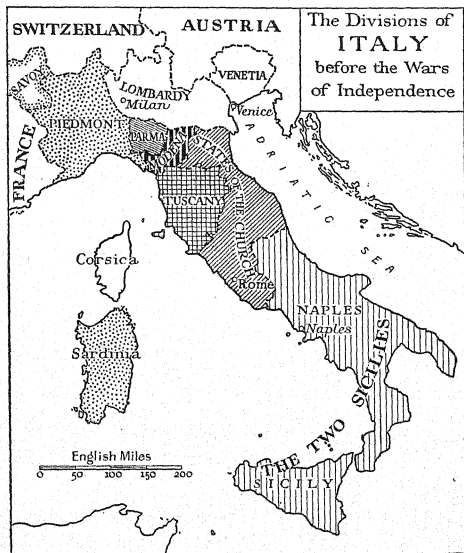 The Divisions of
ITALY
before the Wars
of Independence
SWITZERLAND
AUSTRIA
SAVOY
LOMBARDY
Milan
VENETIA
Venice
PIEDMONT
PARMA
MODENA
FRANCE
ADRIATIC SEA
STATES OF THE CHURCH
TUSCANY
Corsica
Rome
NAPLES
Naples
Sardinia
THE TWO SICILIES
SICILY
English Miles
0 50 100 150 200